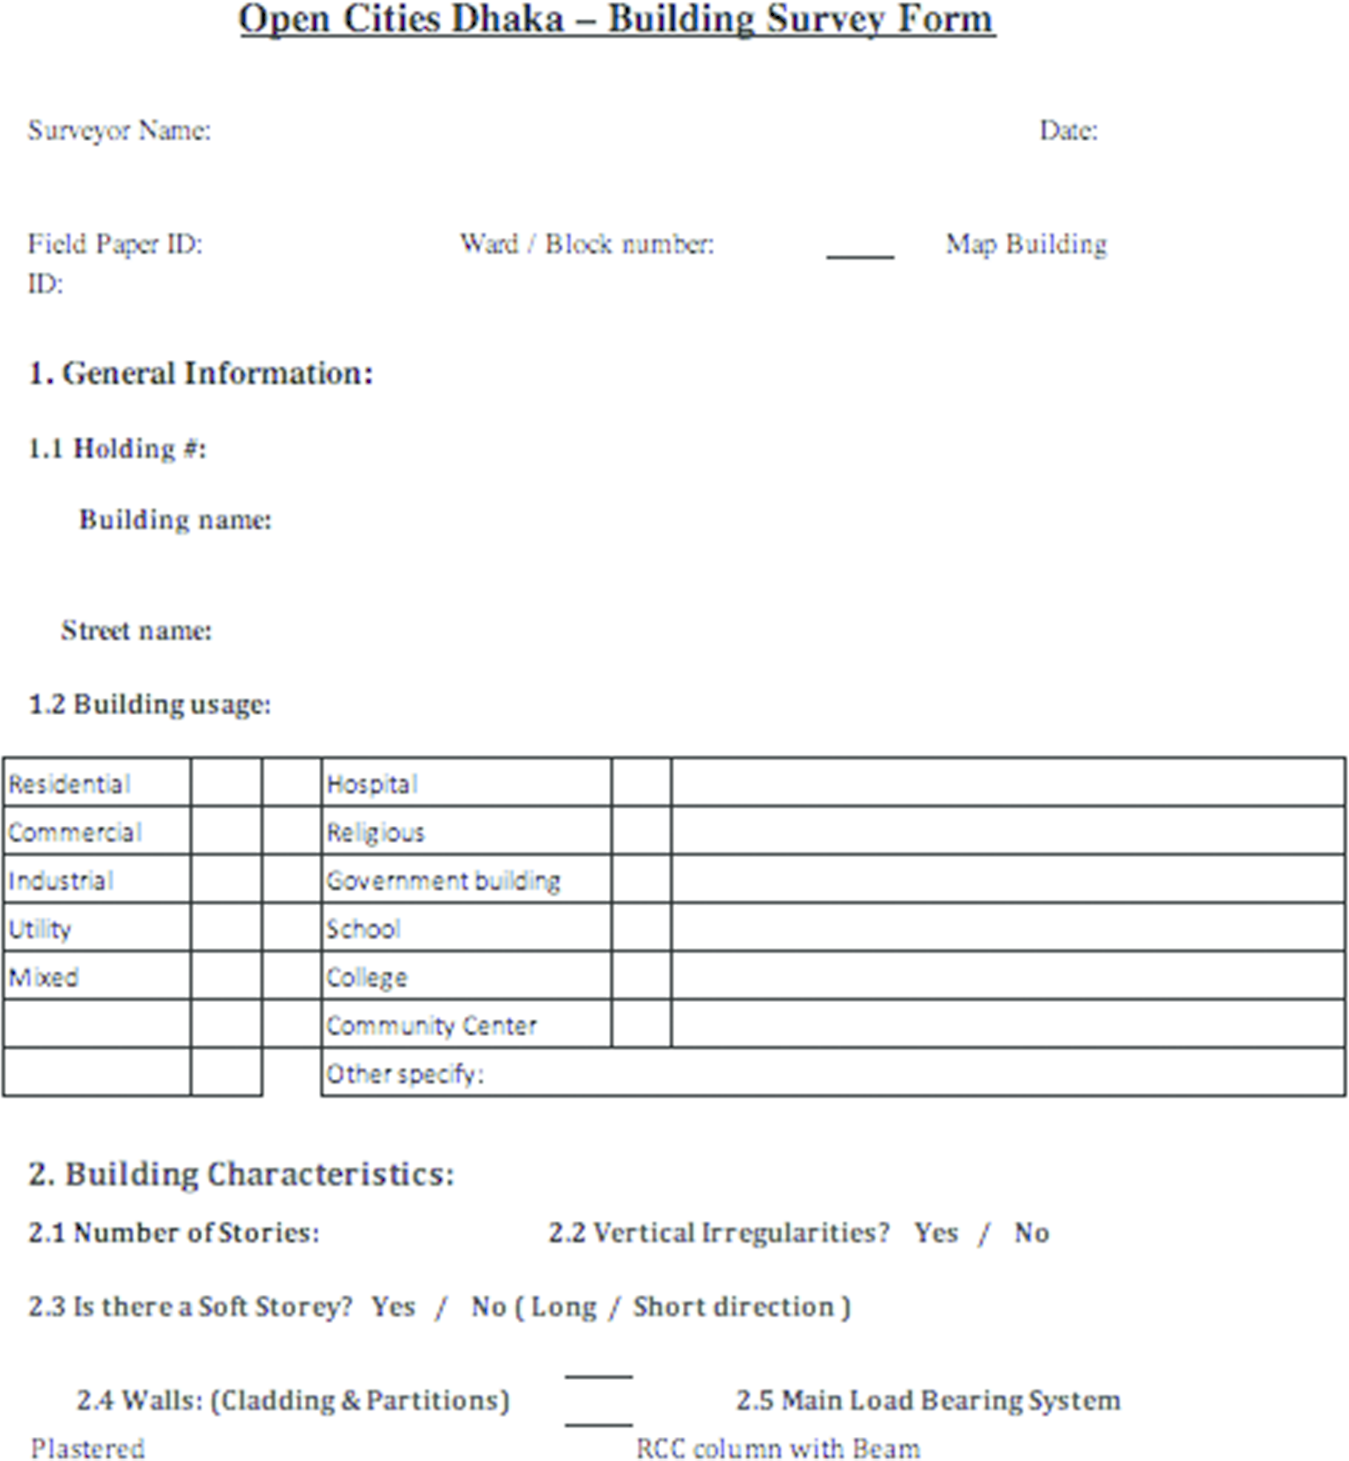 Open Cities Dhaka – Building Survey Form
Surveyor Name: Date:
Field Paper ID: Ward / Block number: ____ Map Building
ID:
1. General Information:
1.1 Holding #:
Building name:
Street name:
1.2 Building usage:
Residential Hospital
Commercial Religious
Industrial Government building
Utility School
Mixed College
Community Center
Other specify:
2. Building Characteristics:
2.1 Number of Stories: 2.2 Vertical Irregularities? Yes / No
2.3 Is there a Soft Storey? Yes / No ( Long / Short direction )
2.4 Walls: (Cladding & Partitions) 2.5 Main Load Bearing System
Plastered RCC column with Beam